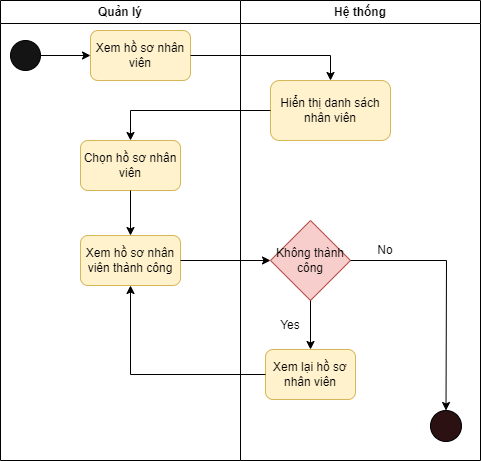 Quản lý
Hệ thống
Xem hồ sơ nhân
viên
Hiển thị danh sách
nhân viên
Chọn hồ sơ nhân
viên
Xem hồ sơ nhân
viên thành công
Không thành
công
No
Yes
Xem lại hồ sơ
nhân viên